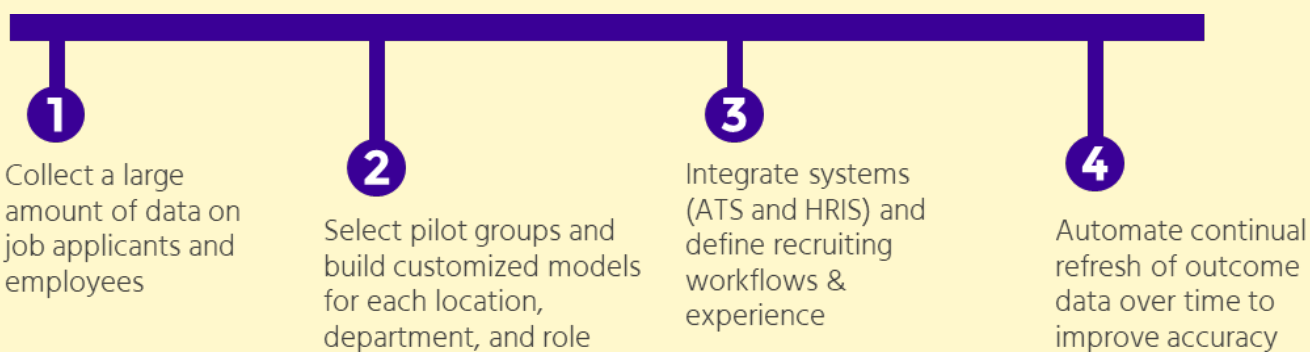 1
Collect a large
amount of data on
job applicants and
employees
2
Select pilot groups and
build customized models
for each location,
department, and role
3
Integrate systems
(ATS and HRIS) and
define recruiting
workflows &
experience
4
Automate continual
refresh of outcome
data over time to
improve accuracy